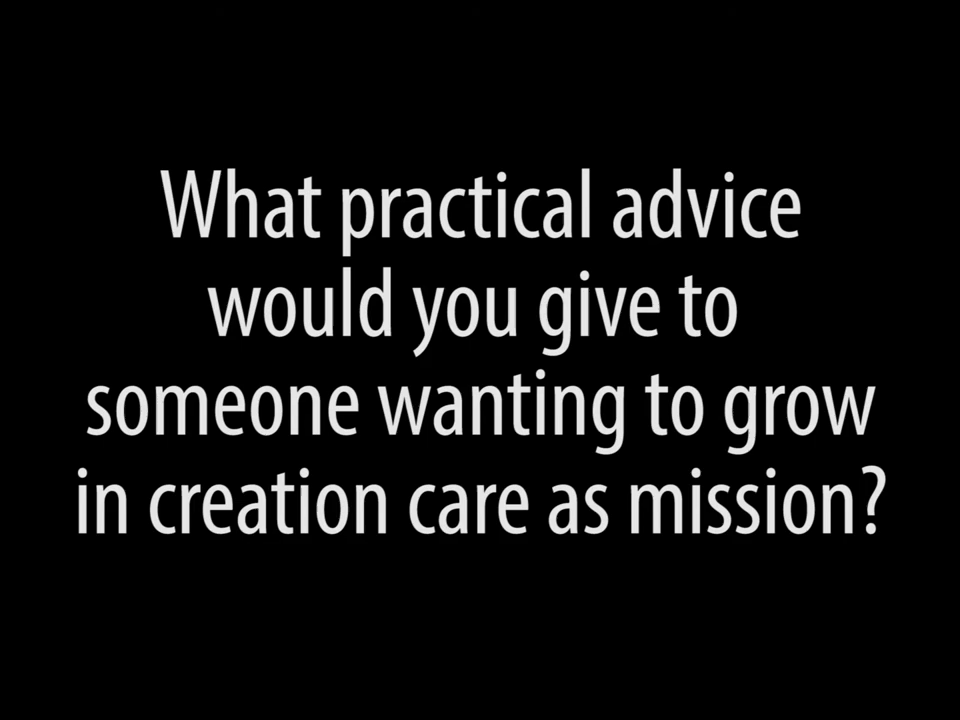 What practical advice
would you give to
someone wanting to grow
in creation care as mission?